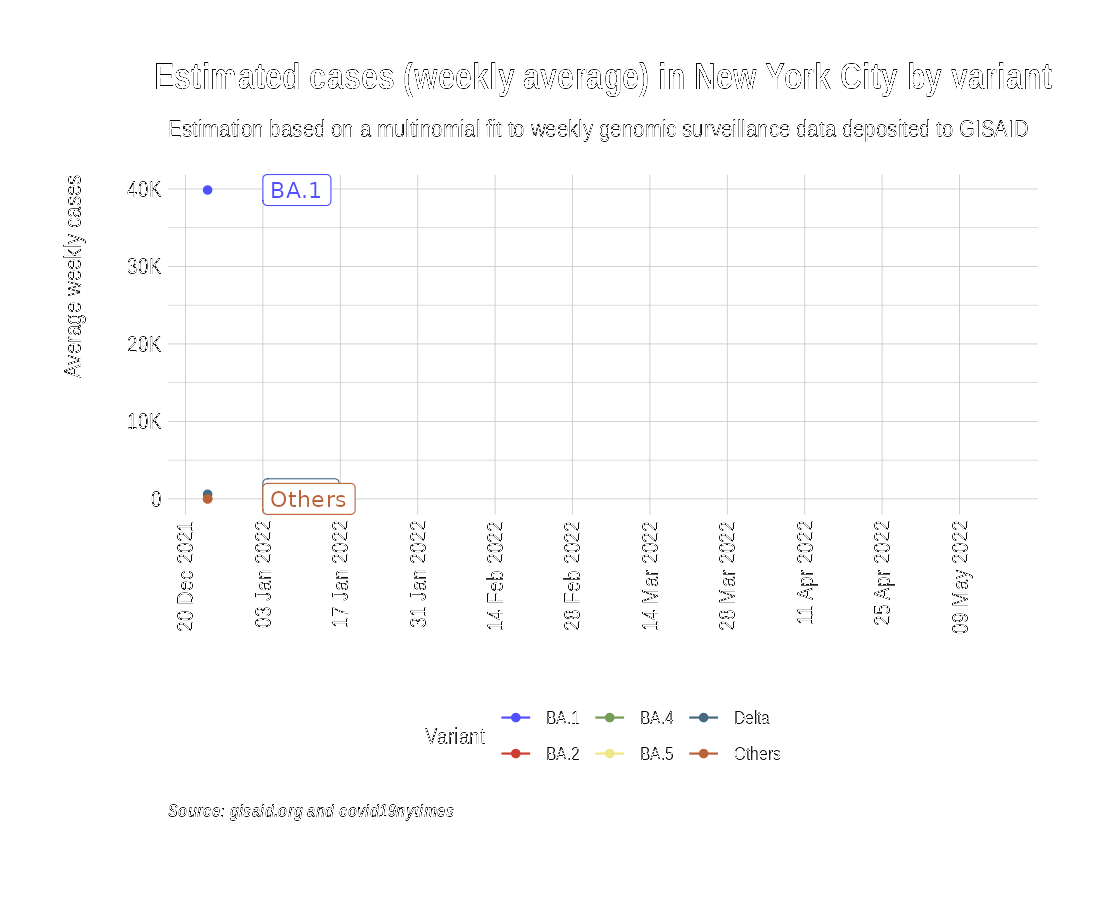 Estimated cases (weekly average) in New York City by variant
Estimation based on a multinomial fit to weekly genomic surveillance data deposited to GISAID
Average weekly cases
40K
30K
20K
10K
0
BA.1
Others
20 Dec 2021
03 Jan 2022
17 Jan 2022
31 Jan 2022
14 Feb 2022
28 Feb 2022
14 Mar 2022
28 Mar 2022
11 Apr 2022
25 Apr 2022
09 May 2022
Variant
BA.1
BA.4
Delta
BA.2
BA.5
Others
Source: gisaid.org and covid19nytimes